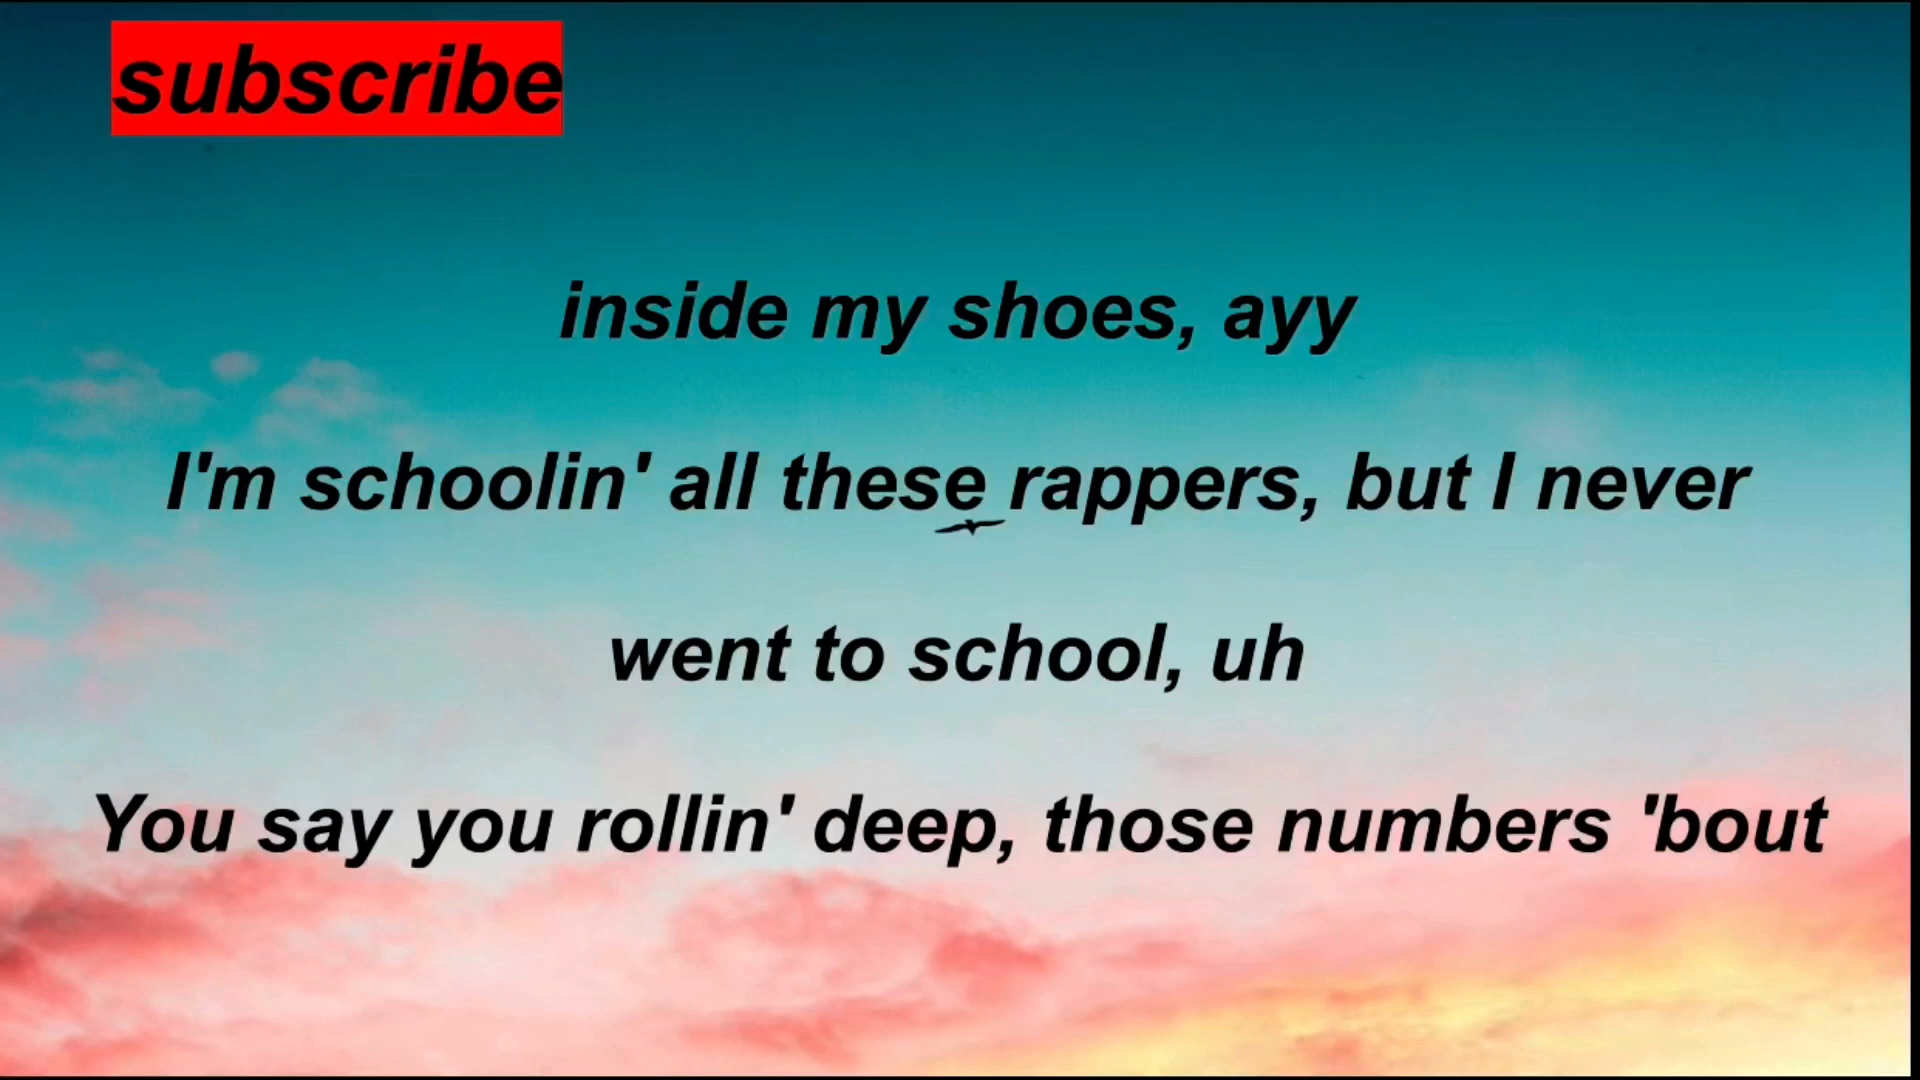 subscribe
inside my shoes, ayy
I'm schoolin' all these rappers, but I never
went to school, uh
You say you rollin' deep, those numbers 'bout